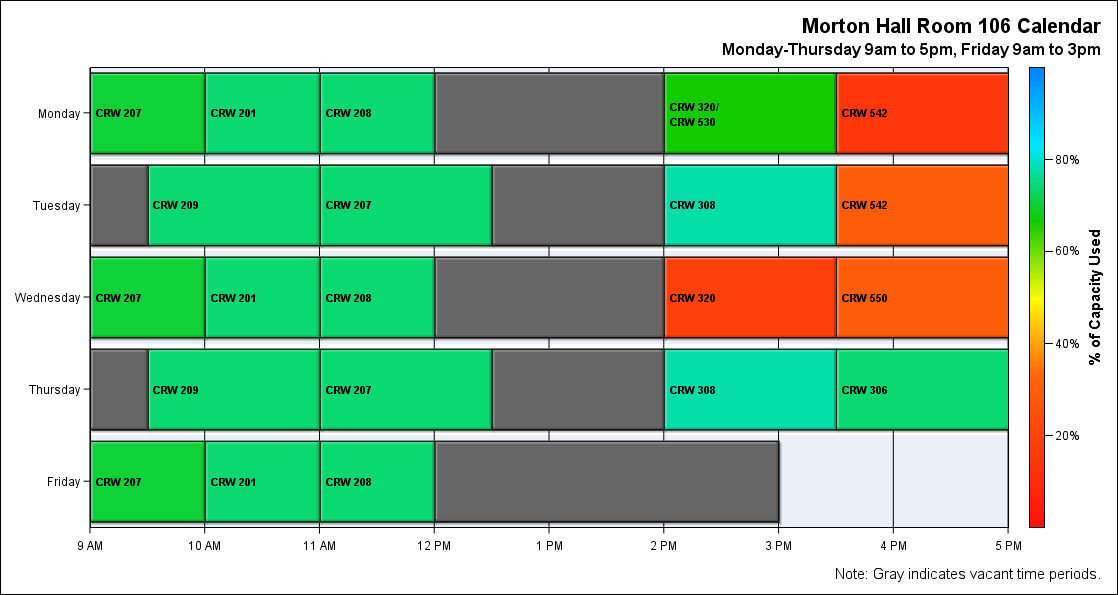 Morton Hall Room 106 Calendar
Monday-Thursday 9am to 5pm, Friday 9am to 3pm
Monday
CRW 207
CRW 201
CRW 208
CRW 320/
CRW 530
CRW 542
Tuesday
CRW 209
CRW 207
CRW 308
CRW 542
Wednesday
CRW 207
CRW 201
CRW 208
CRW 320
CRW 550
Thursday
CRW 209
CRW 207
CRW 308
CRW 306
Friday
CRW 207
CRW 201
CRW 208
9 AM
10 AM
11 AM
12 PM
1 PM
2 PM
3 PM
4 PM
5 PM
80%
60%
40%
20%
% of Capacity Used
Note: Gray indicates vacant time periods.